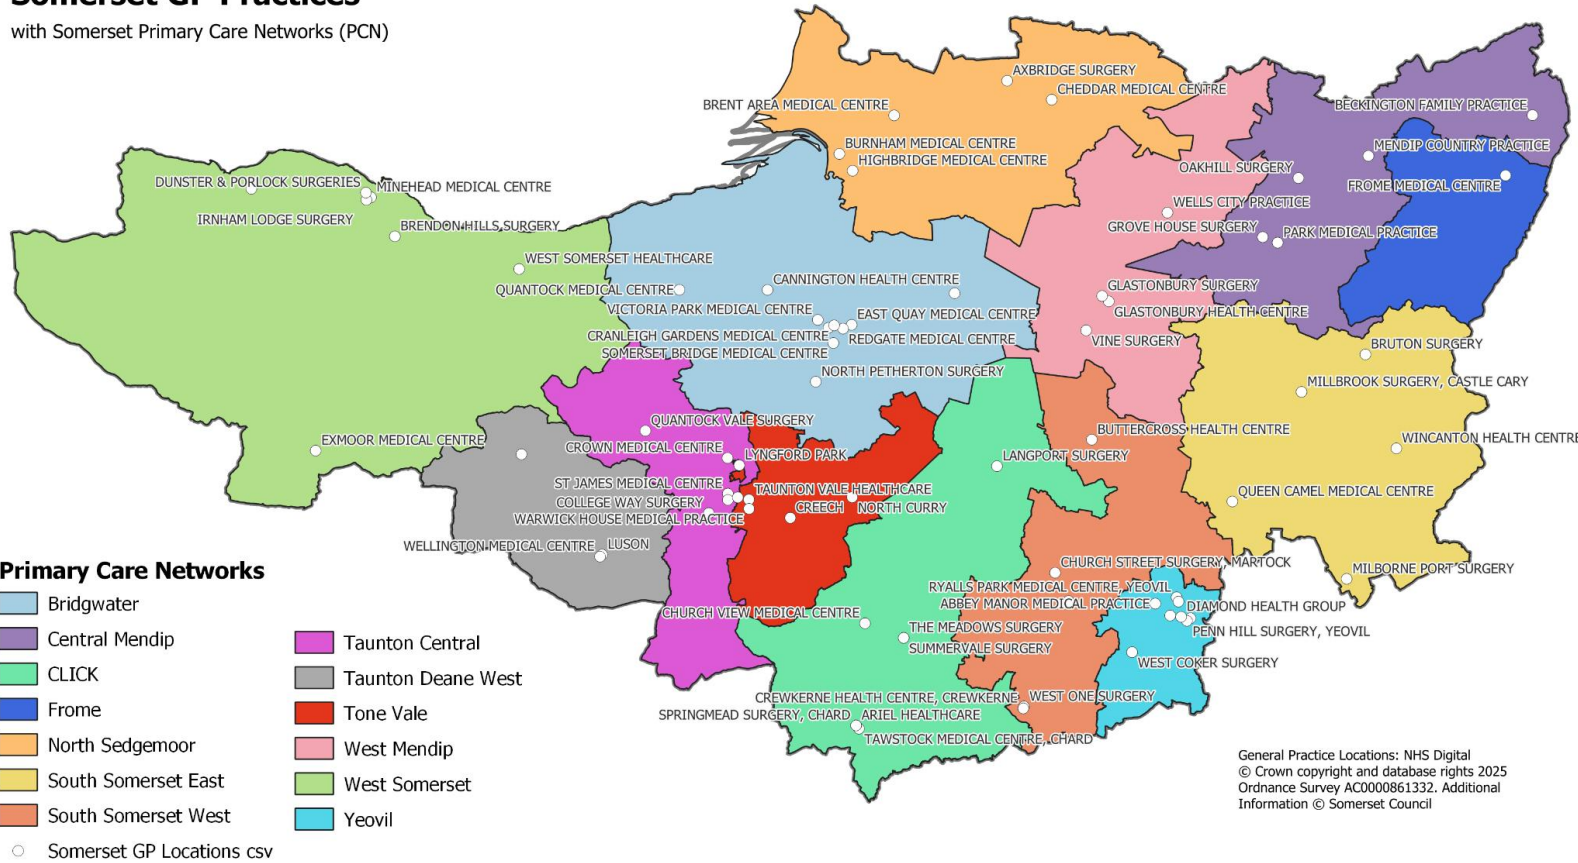 Somerset GP Practices
with Somerset Primary Care Networks (PCN)
AXBRIDGE SURGERY
CHEDDAR MEDICAL CENTRE
BRENT AREA MEDICAL CENTRE
BECKINGTON FAMILY PRACTICE
BURNHAM MEDICAL CENTRE
MENDIP COUNTRY PRACTICE
HIGHBRIDGE MEDICAL CENTRE
OAKHILL SURGERY
DUNSTER & PORLOCK SURGERIES
MINEHEAD MEDICAL CENTRE
FROME MEDICAL CENTRE
WELLS CITY PRACTICE
IRNHAM LODGE SURGERY
BRENDON HILLS SURGERY
GROVE HOUSE SURGERY
PARK MEDICAL PRACTICE
WEST SOMERSET HEALTHCARE
QUANTOCK MEDICAL CENTRE
CANNINGTON HEALTH CENTRE
GLASTONBURY SURGERY
VICTORIA PARK MEDICAL CENTRE
EAST QUAY MEDICAL CENTRE
GLASTONBURY HEALTH CENTRE
CRANLEIGH GARDENS MEDICAL CENTRE
REDGATE MEDICAL CENTRE
VINE SURGERY
SOMERSET BRIDGE MEDICAL CENTRE
BRUTON SURGERY
NORTH PETHERTON SURGERY
MILLBROOK SURGERY, CASTLE CARY
QUANTOCK VALE SURGERY
BUTTERCROSS HEALTH CENTRE
EXMOOR MEDICAL CENTRE
WINCANTON HEALTH CENTRE
CROWN MEDICAL CENTRE
LYNGFORD PARK
LANGPORT SURGERY
ST JAMES MEDICAL CENTRE
TAUNTON VALE HEALTHCARE
QUEEN CAMEL MEDICAL CENTRE
COLLEGE WAY SURGERY
CREECH
NORTH CURRY
WARWICK HOUSE MEDICAL PRACTICE
WELLINGTON MEDICAL CENTRE
LUSON
CHURCH STREET SURGERY, MARTOCK
MILBORNE PORT SURGERY
RYALLS PARK MEDICAL CENTRE, YEOVIL
ABBEY MANOR MEDICAL PRACTICE
DIAMOND HEALTH GROUP
CHURCH VIEW MEDICAL CENTRE
THE MEADOWS SURGERY
PENN HILL SURGERY, YEOVIL
SUMMERVALE SURGERY
WEST COKER SURGERY
CREWKERNE HEALTH CENTRE, CREWKERNE
WEST ONE SURGERY
SPRINGMEAD SURGERY, CHARD
ARIEL HEALTHCARE
TAWSTOCK MEDICAL CENTRE, CHARD
Primary Care Networks
Bridgwater
Central Mendip
CLICK
Frome
North Sedgemoor
South Somerset East
South Somerset West
Somerset GP Locations csv
Taunton Central
Taunton Deane West
Tone Vale
West Mendip
West Somerset
Yeovil
General Practice Locations: NHS Digital
© Crown copyright and database rights 2025
Ordnance Survey AC0000861332. Additional
Information © Somerset Council